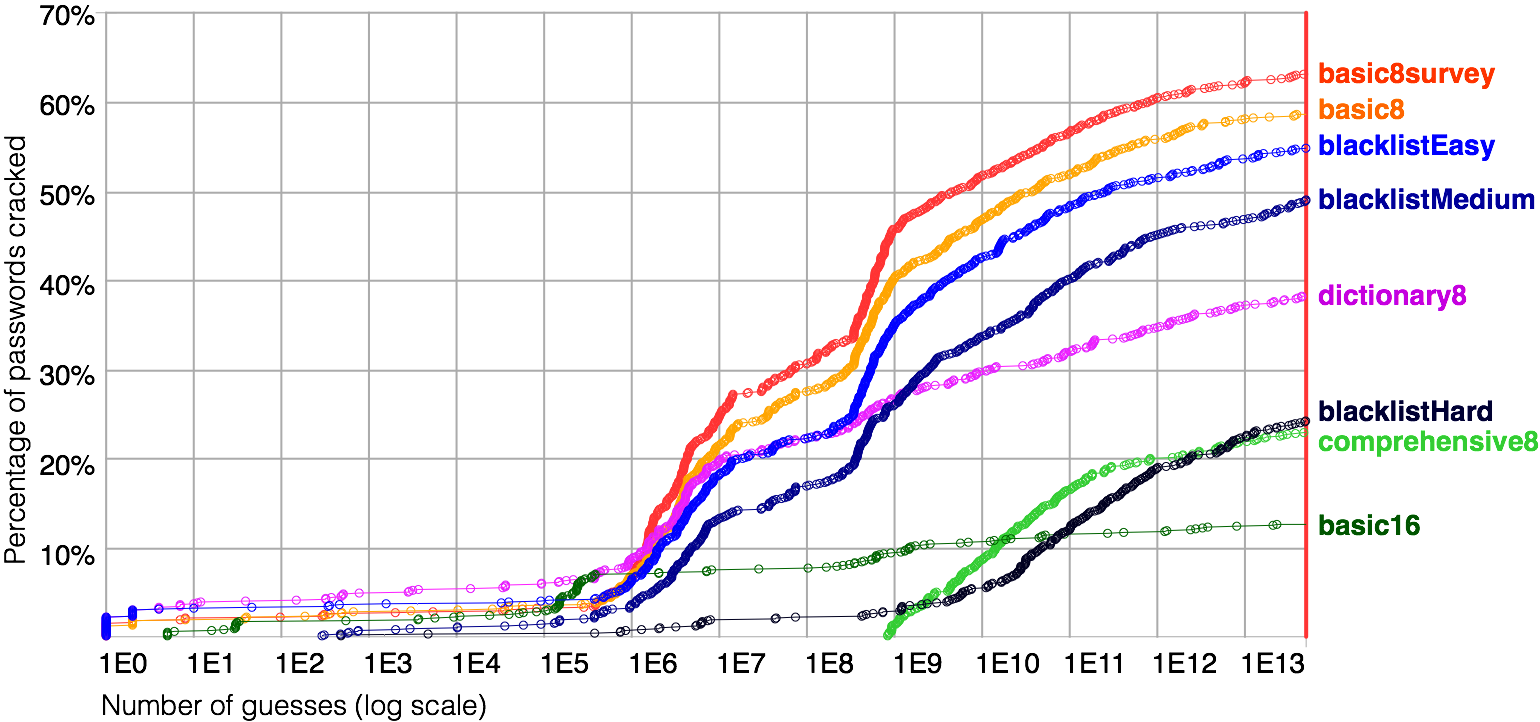 70%
60%
50%
40%
30%
20%
10%
Percentage of passwords cracked
basic8survey
basic8
blacklistEasy
blacklistMedium
dictionary8
blacklistHard
comprehensive8
basic16
1E0 1E1 1E2 1E3 1E4 1E5 1E6 1E7 1E8 1E9 1E10 1E11 1E12 1E13
Number of guesses (log scale)